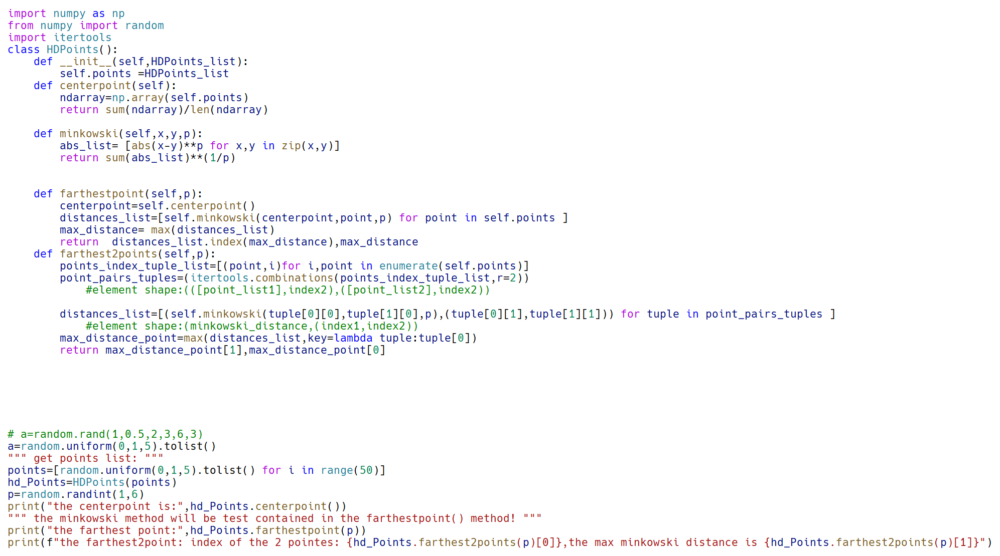 import numpy as np
from numpy import random
import itertools
class HDPoints():
    def __init__(self,HDPoints_list):
        self.points =HDPoints_list
    def centerpoint(self):
        ndarray=np.array(self.points)
        return sum(ndarray)/len(ndarray)

    def minkowski(self,x,y,p):
        abs_list= [abs(x-y)**p for x,y in zip(x,y)]
        return sum(abs_list)**(1/p)


    def farthestpoint(self,p):
        centerpoint=self.centerpoint()
        distances_list=[self.minkowski(centerpoint,point,p) for point in self.points ]
        max_distance= max(distances_list)
        return  distances_list.index(max_distance),max_distance
    def farthest2points(self,p):
        points_index_tuple_list=[(point,i)for i,point in enumerate(self.points)]
        point_pairs_tuples=(itertools.combinations(points_index_tuple_list,r=2))
            #element shape:(([point_list1],index2),([point_list2],index2))

        distances_list=[(self.minkowski(tuple[0][0],tuple[1][0],p),(tuple[0][1],tuple[1][1])) for tuple in point_pairs_tuples ]
            #element shape:(minkowski_distance,(index1,index2))
        max_distance_point=max(distances_list,key=lambda tuple:tuple[0])
        return max_distance_point[1],max_distance_point[0]






# a=random.rand(1,0.5,2,3,6,3)
a=random.uniform(0,1,5).tolist()
""" get points list: """
points=[random.uniform(0,1,5).tolist() for i in range(50)]
hd_Points=HDPoints(points)
p=random.randint(1,6)
print("the centerpoint is:",hd_Points.centerpoint())
""" the minkowski method will be test contained in the farthestpoint() method! """
print("the farthest point:",hd_Points.farthestpoint(p))
print(f"the farthest2point: index of the 2 pointes: {hd_Points.farthest2points(p)[0]},the max minkowski distance is {hd_Points.farthest2points(p)[1]}")